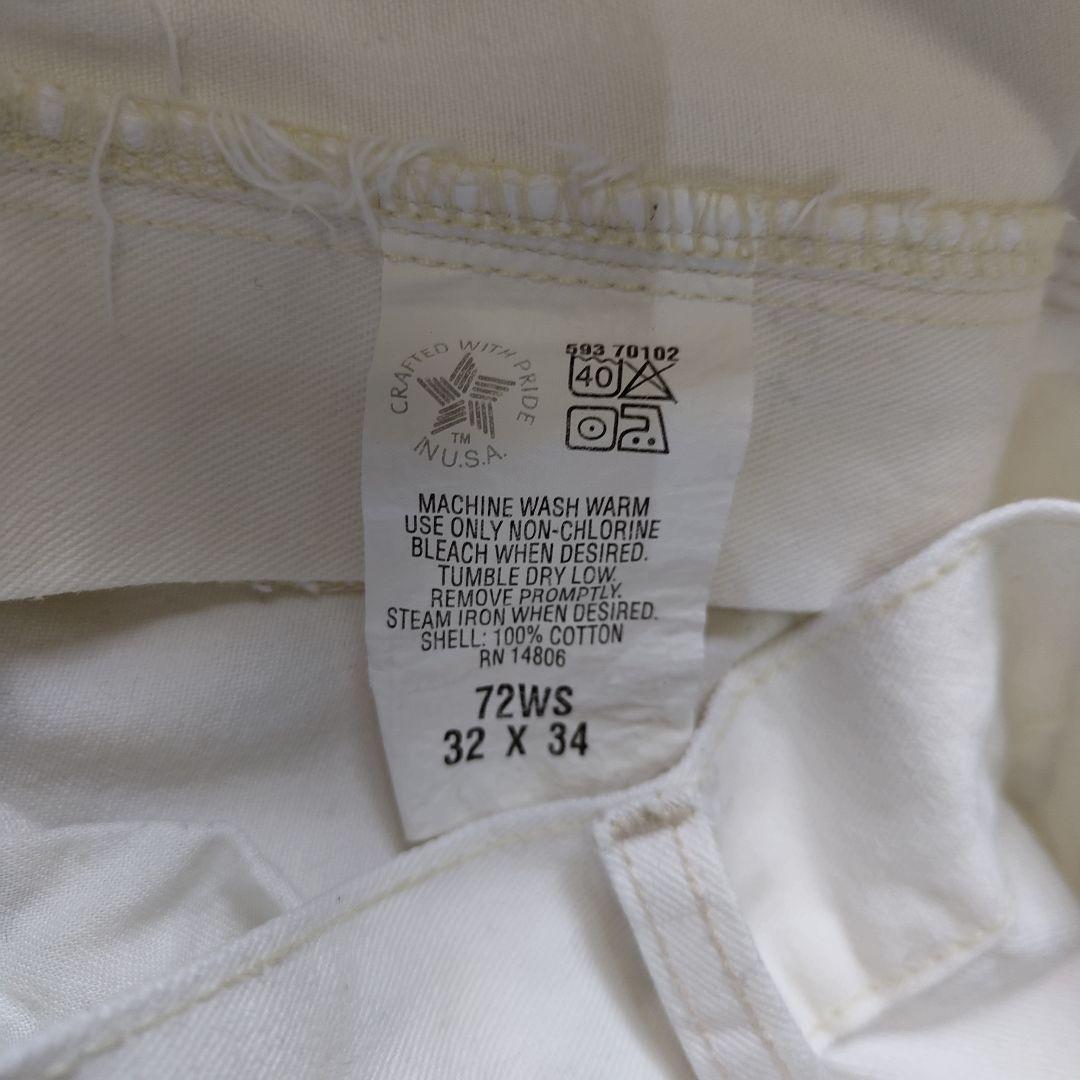 CRAFTED WITH PRIDE
TM
IN U.S.A.
593 70102
40
MACHINE WASH WARM
USE ONLY NON-CHLORINE
BLEACH WHEN DESIRED.
TUMBLE DRY LOW.
REMOVE PROMPTLY.
STEAM IRON WHEN DESIRED.
SHELL: 100% COTTON
RN 14806
72WS
32 X 34